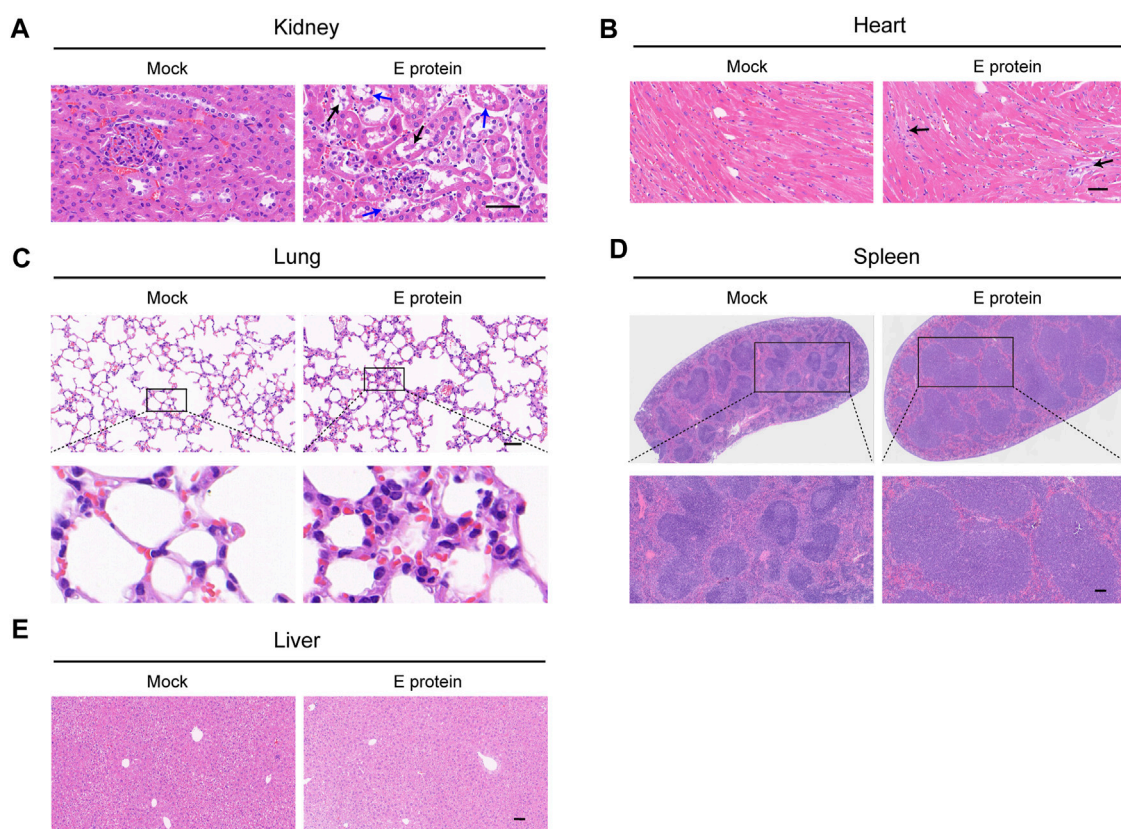 A
Kidney
Mock
E protein
B
Heart
Mock
E protein
C
Lung
Mock
E protein
D
Spleen
Mock
E protein
E
Liver
Mock
E protein